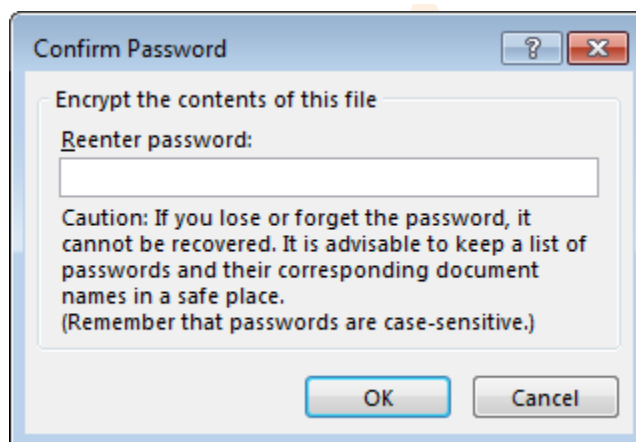 Confirm Password
Encrypt the contents of this file
Reenter password:
Caution: If you lose or forget the password, it
cannot be recovered. It is advisable to keep a list of
passwords and their corresponding document
names in a safe place.
(Remember that passwords are case-sensitive.)
OK Cancel